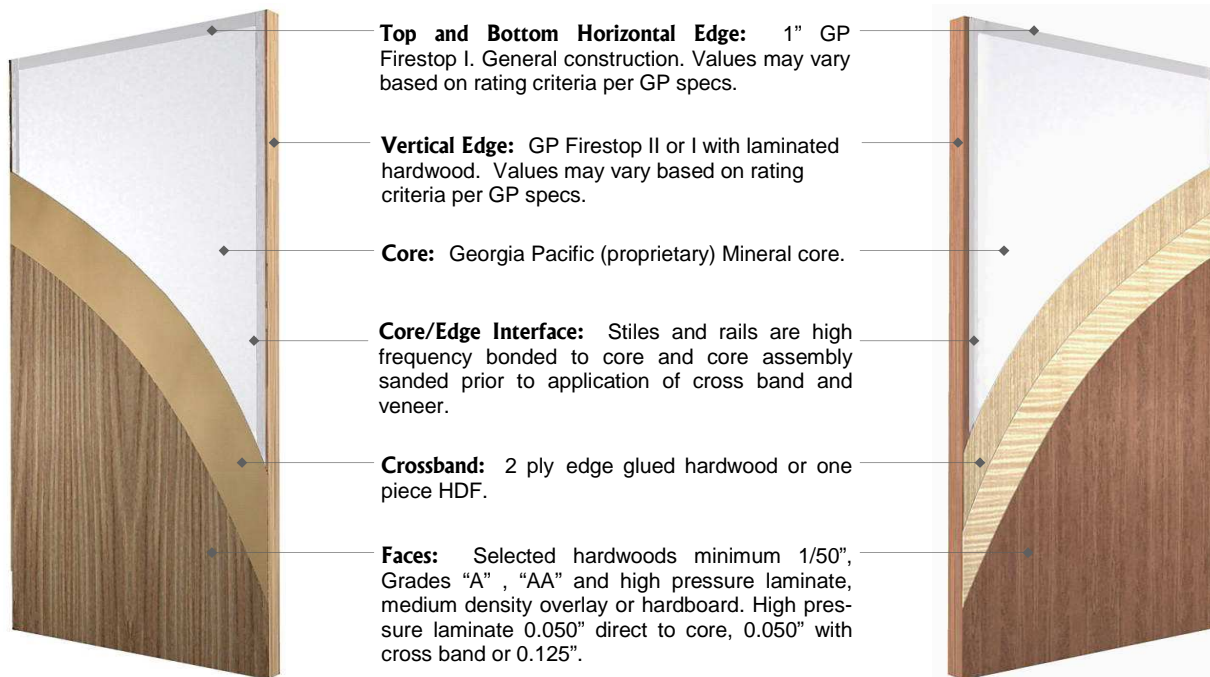 Top and Bottom Horizontal Edge: 1” GP
Firestop I. General construction. Values may vary
based on rating criteria per GP specs.
Vertical Edge: GP Firestop II or I with laminated
hardwood. Values may vary based on rating
criteria per GP specs.
Core: Georgia Pacific (proprietary) Mineral core.
Core/Edge Interface: Stiles and rails are high
frequency bonded to core and core assembly
sanded prior to application of cross band and
veneer.
Crossband: 2 ply edge glued hardwood or one
piece HDF.
Faces: Selected hardwoods minimum 1/50”,
Grades “A” , “AA” and high pressure laminate,
medium density overlay or hardboard. High pres-
sure laminate 0.050” direct to core, 0.050” with
cross band or 0.125”.